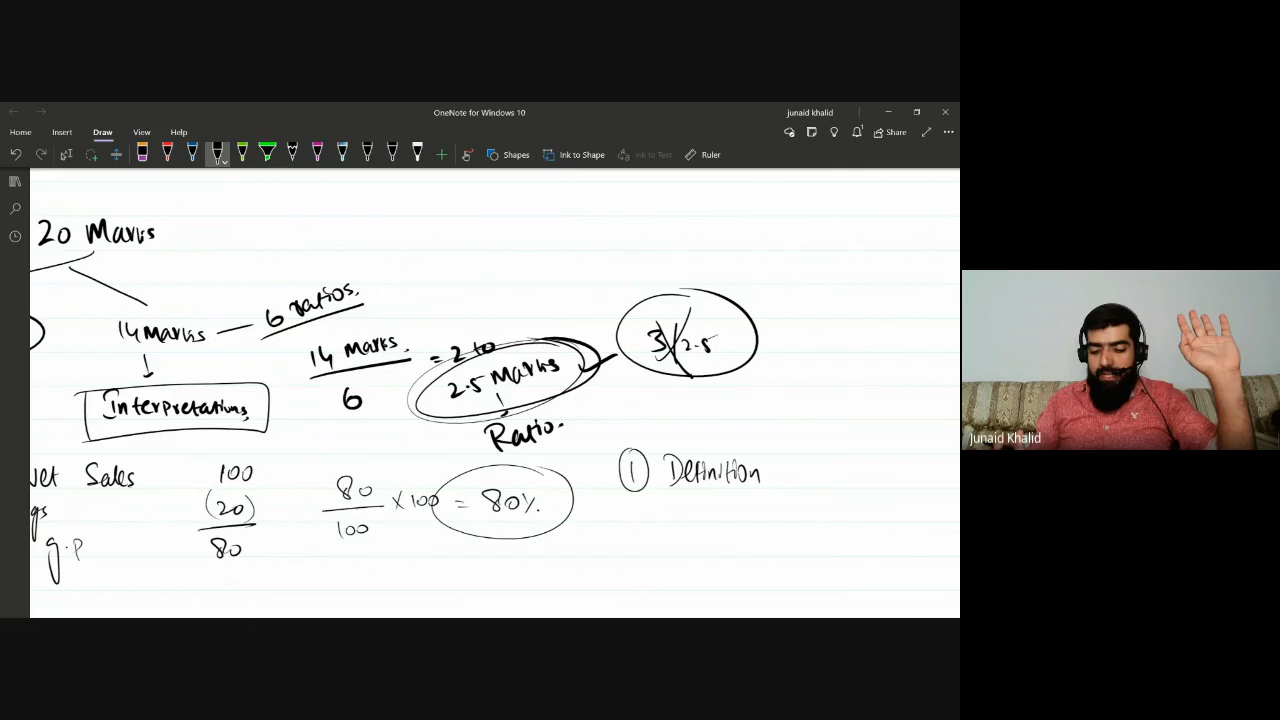 OneNote for Windows 10
junaid khalid
Home Insert Draw View Help
Share
Shapes
Ink to Shape
Ink to Text
Ruler
20 Marks
14 marks — 6 ratios.
Interpretations
14 marks. = 2 to
6
2.5 Marks
Ratio.
3/2.5
Net Sales 100
gs (20)
g.p 80
80
100
× 100 = 80%
① Definition
Junaid Khalid